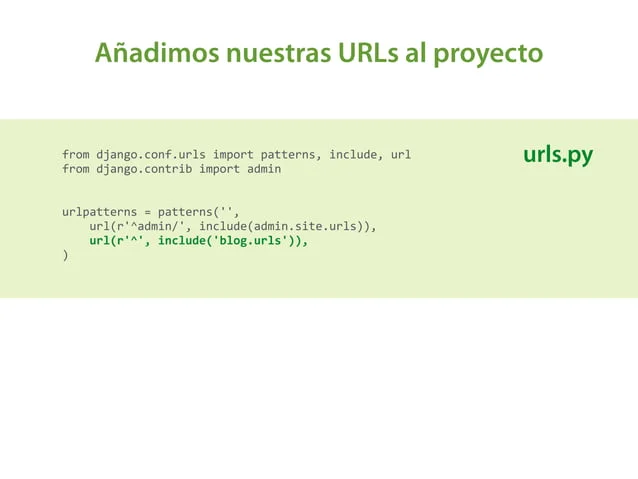 Añadimos nuestras URLs al proyecto
urls.py
from django.conf.urls import patterns, include, url
from django.contrib import admin
urlpatterns = patterns('',
    url(r'^admin/', include(admin.site.urls)),
    url(r'^', include('blog.urls')),
)